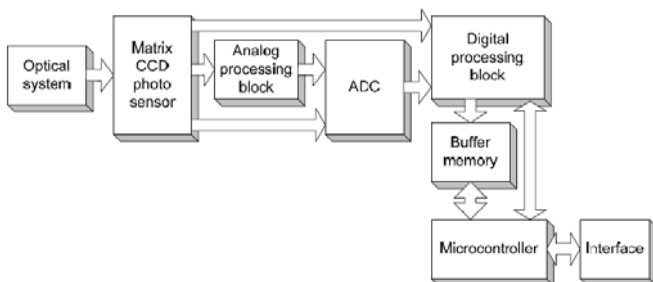 Optical
system
Matrix
CCD
photo
sensor
Analog
processing
block
ADC
Digital
processing
block
Buffer
memory
Microcontroller
Interface